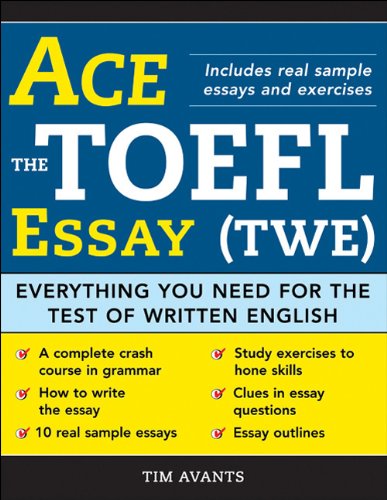 ACE
Includes real sample
essays and exercises
THE TOEFL
ESSAY (TWE)
EVERYTHING YOU NEED FOR THE
TEST OF WRITTEN ENGLISH
A complete crash
course in grammar
How to write
the essay
10 real sample essays
Study exercises to
hone skills
Clues in essay
questions
Essay outlines
TIM AVANTS